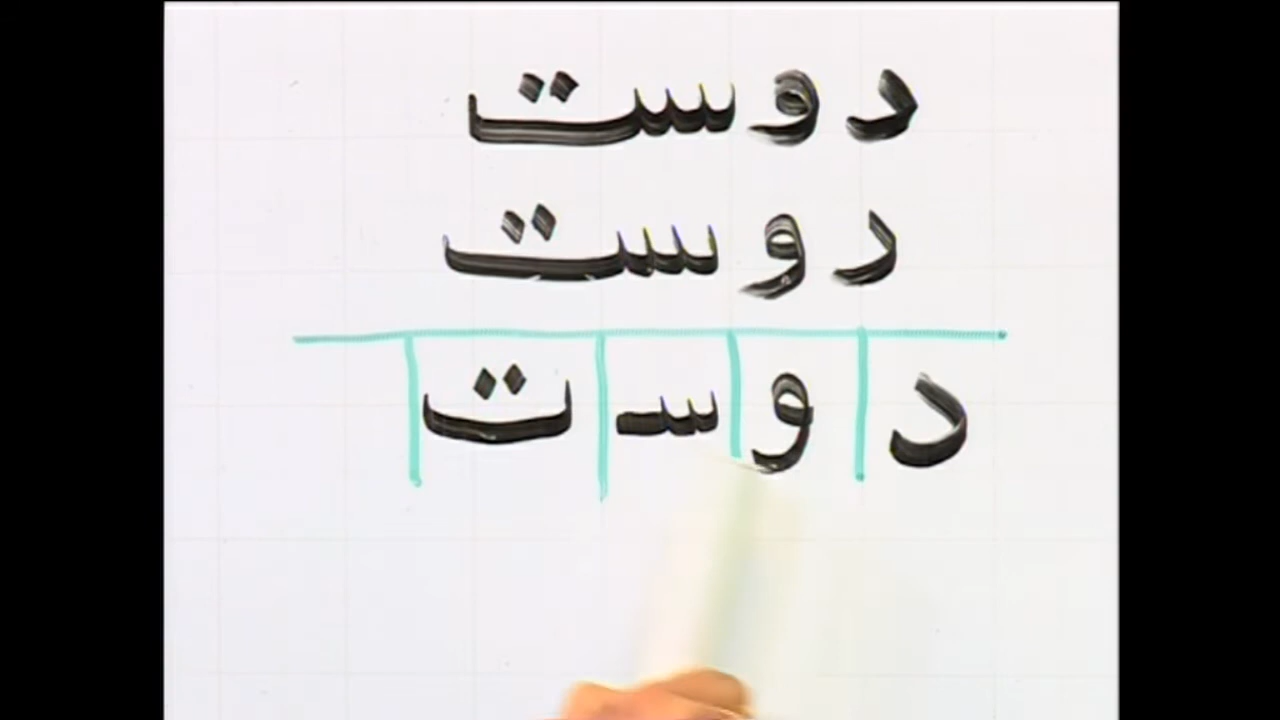 دوست
روست
د و سـ ت